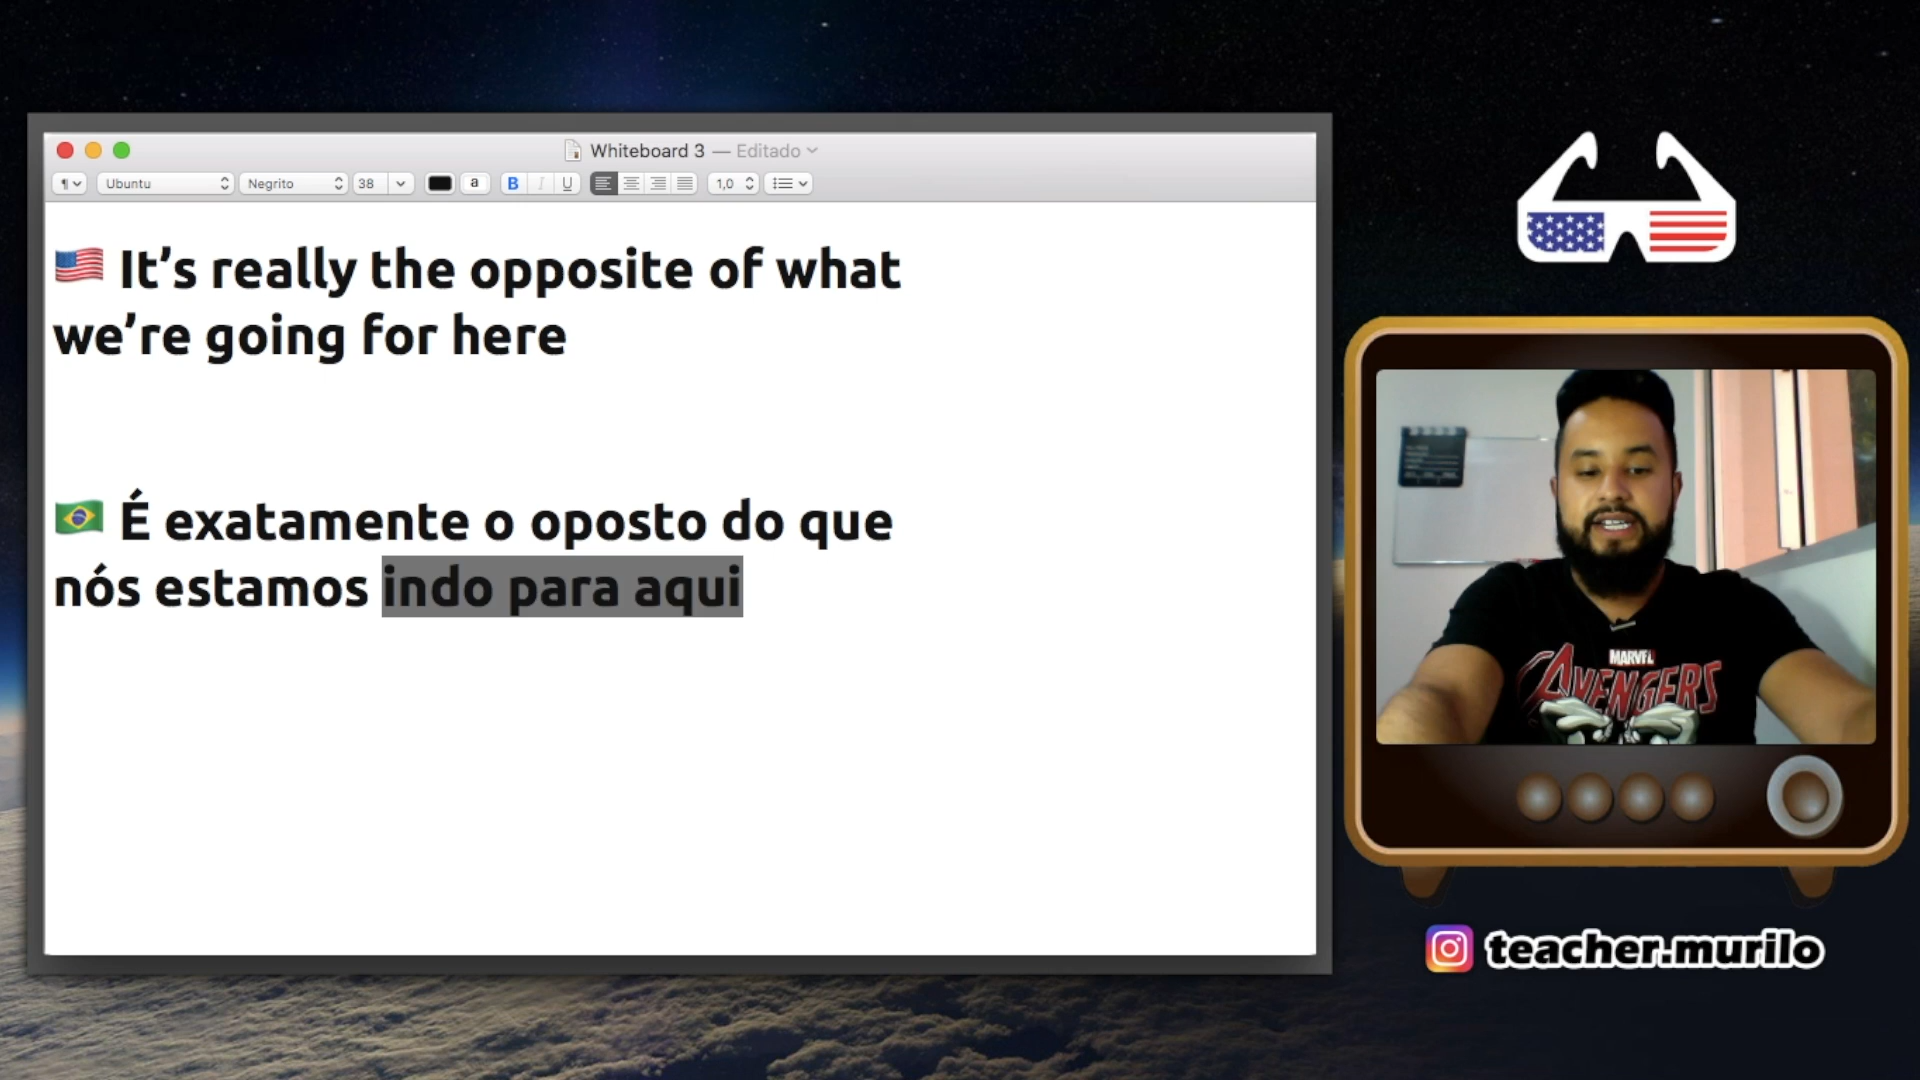 Whiteboard 3 — Editado
Ubuntu Negrito 38 a B I U 1,0
🇺🇸 It’s really the opposite of what
we’re going for here
🇧🇷 É exatamente o oposto do que
nós estamos indo para aqui
MARVEL
AVENGERS
teacher.murilo